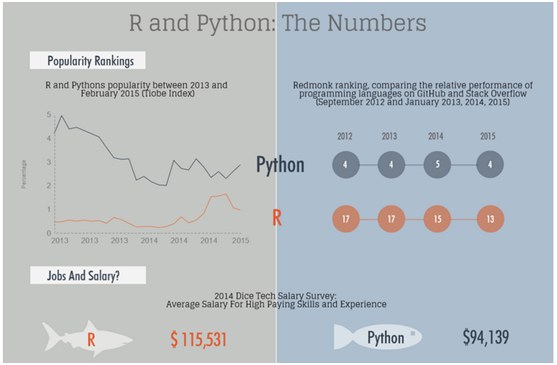 R and Python: The Numbers
Popularity Rankings
R and Pythons popularity between 2013 and
February 2015 (Tiobe Index)
Redmonk ranking, comparing the relative performance of
programming languages on GitHub and Stack Overflow
(September 2012 and January 2013, 2014, 2015)
5
4
3
2
1
0
Percentage
2013 2013 2013 2014 2014 2014 2015
Python
R
2012 2013 2014 2015
4 4 5 4
17 17 15 13
Jobs And Salary?
2014 Dice Tech Salary Survey:
Average Salary For High Paying Skills and Experience
R
$ 115,531
Python
$94,139